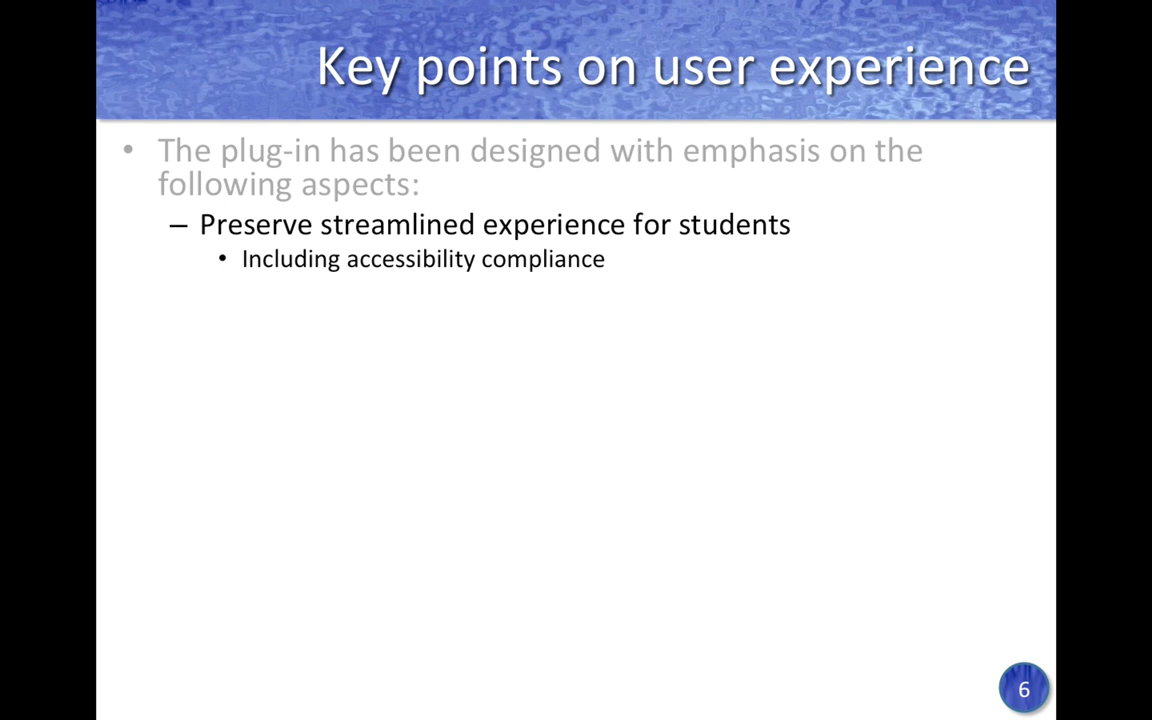 Key points on user experience
• The plug-in has been designed with emphasis on the
following aspects:
– Preserve streamlined experience for students
• Including accessibility compliance
6